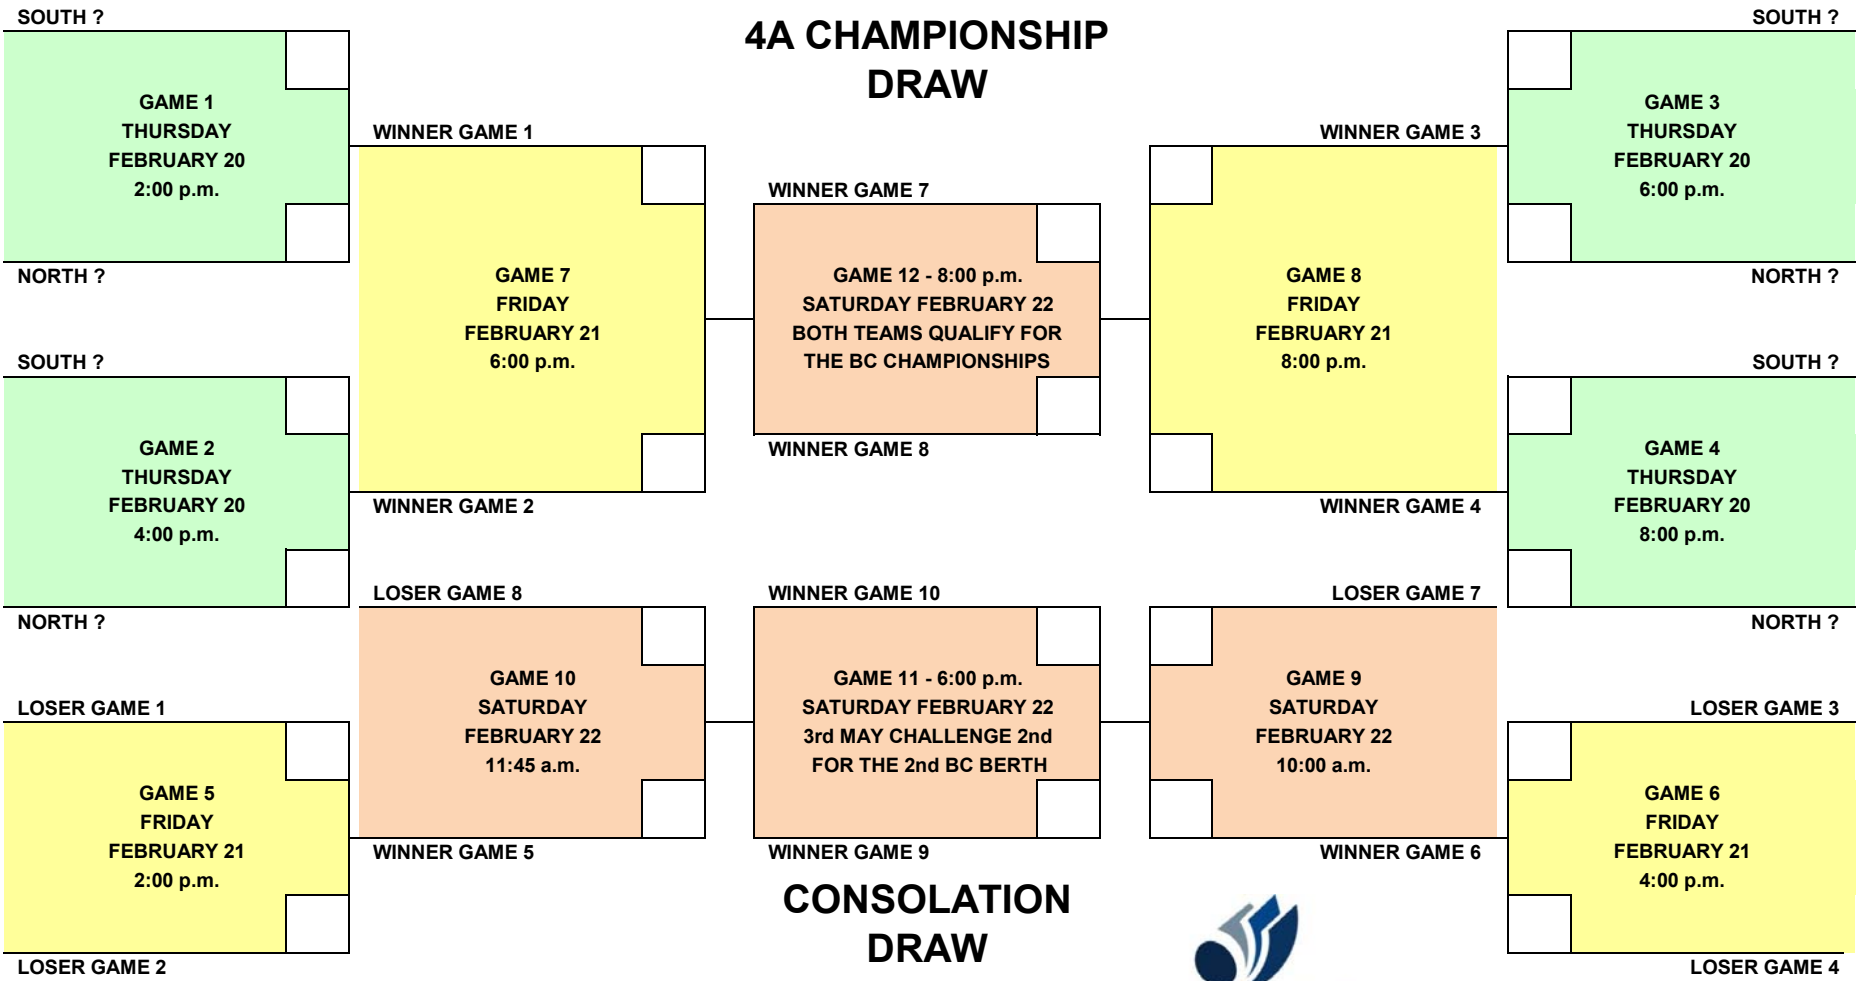 SOUTH ?
4A CHAMPIONSHIP
DRAW
SOUTH ?
GAME 1
THURSDAY
FEBRUARY 20
2:00 p.m.
NORTH ?
WINNER GAME 1
GAME 7
FRIDAY
FEBRUARY 21
6:00 p.m.
WINNER GAME 2
WINNER GAME 7
GAME 12 - 8:00 p.m.
SATURDAY FEBRUARY 22
BOTH TEAMS QUALIFY FOR
THE BC CHAMPIONSHIPS
WINNER GAME 8
WINNER GAME 3
GAME 8
FRIDAY
FEBRUARY 21
8:00 p.m.
WINNER GAME 4
GAME 3
THURSDAY
FEBRUARY 20
6:00 p.m.
NORTH ?
SOUTH ?
GAME 2
THURSDAY
FEBRUARY 20
4:00 p.m.
NORTH ?
SOUTH ?
GAME 4
THURSDAY
FEBRUARY 20
8:00 p.m.
NORTH ?
LOSER GAME 1
GAME 5
FRIDAY
FEBRUARY 21
2:00 p.m.
LOSER GAME 2
LOSER GAME 8
GAME 10
SATURDAY
FEBRUARY 22
11:45 a.m.
WINNER GAME 5
WINNER GAME 10
GAME 11 - 6:00 p.m.
SATURDAY FEBRUARY 22
3rd MAY CHALLENGE 2nd
FOR THE 2nd BC BERTH
WINNER GAME 9
LOSER GAME 7
GAME 9
SATURDAY
FEBRUARY 22
10:00 a.m.
WINNER GAME 6
LOSER GAME 3
GAME 6
FRIDAY
FEBRUARY 21
4:00 p.m.
LOSER GAME 4
CONSOLATION
DRAW